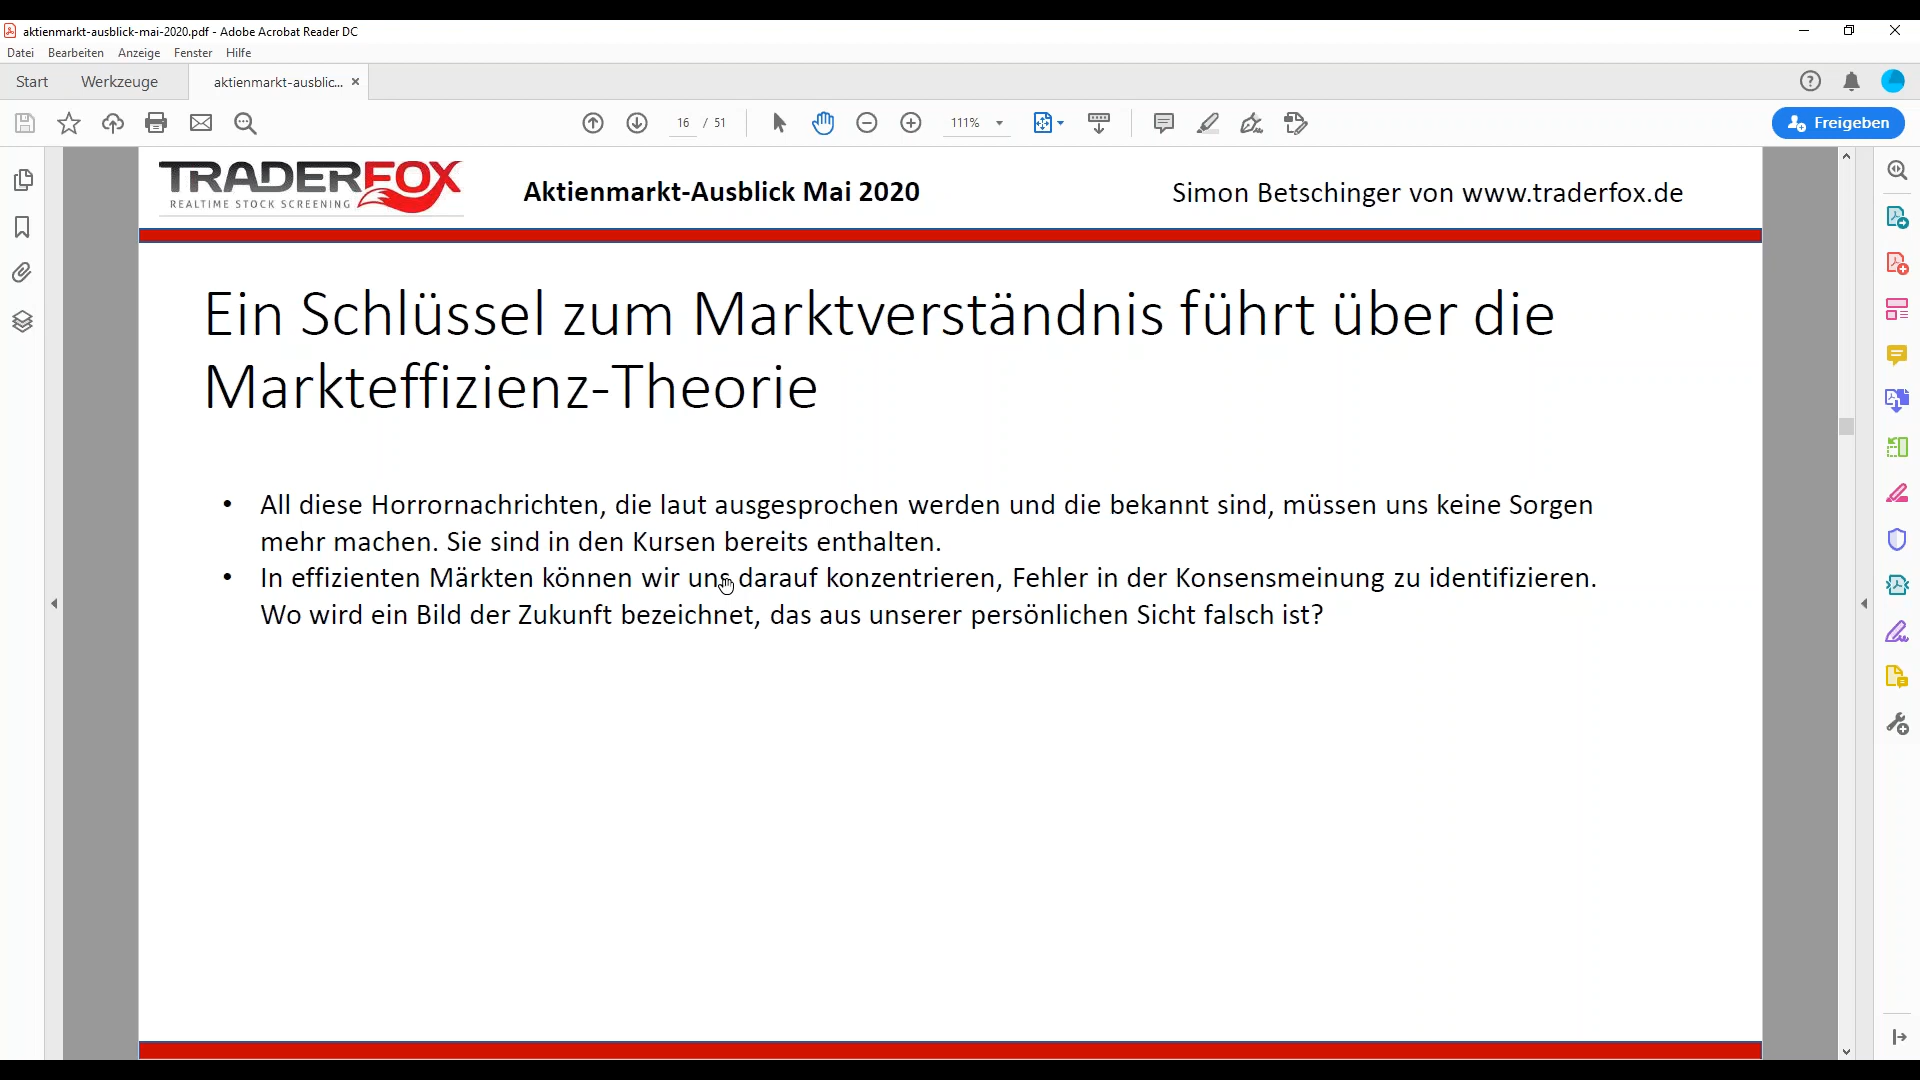 aktienmarkt-ausblick-mai-2020.pdf - Adobe Acrobat Reader DC
Datei Bearbeiten Anzeige Fenster Hilfe
Start Werkzeuge aktienmarkt-ausblic... ×
16 / 51 111% Freigeben
TRADERFOX
REALTIME STOCK SCREENING
Aktienmarkt-Ausblick Mai 2020
Simon Betschinger von www.traderfox.de
Ein Schlüssel zum Marktverständnis führt über die
Markteffizienz-Theorie
• All diese Horrornachrichten, die laut ausgesprochen werden und die bekannt sind, müssen uns keine Sorgen
mehr machen. Sie sind in den Kursen bereits enthalten.
• In effizienten Märkten können wir uns darauf konzentrieren, Fehler in der Konsensmeinung zu identifizieren.
Wo wird ein Bild der Zukunft bezeichnet, das aus unserer persönlichen Sicht falsch ist?